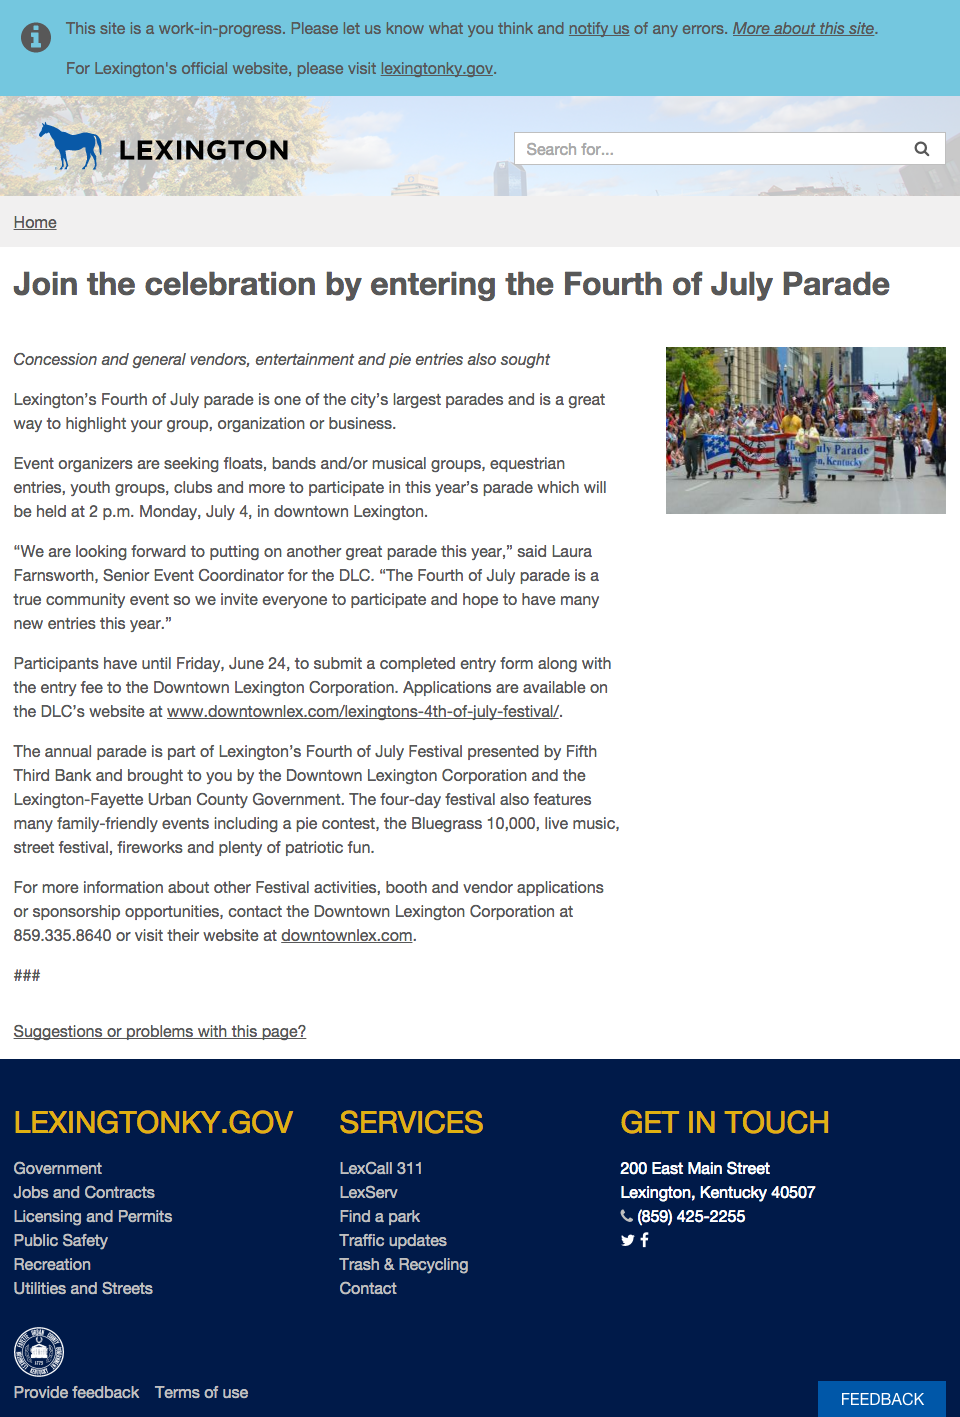 This site is a work-in-progress. Please let us know what you think and notify us of any errors. More about this site.
For Lexington's official website, please visit lexingtonky.gov.
LEXINGTON
Search for...
Home
Join the celebration by entering the Fourth of July Parade
Concession and general vendors, entertainment and pie entries also sought
Lexington’s Fourth of July parade is one of the city’s largest parades and is a great
way to highlight your group, organization or business.
Event organizers are seeking floats, bands and/or musical groups, equestrian
entries, youth groups, clubs and more to participate in this year’s parade which will
be held at 2 p.m. Monday, July 4, in downtown Lexington.
“We are looking forward to putting on another great parade this year,” said Laura
Farnsworth, Senior Event Coordinator for the DLC. “The Fourth of July parade is a
true community event so we invite everyone to participate and hope to have many
new entries this year.”
Participants have until Friday, June 24, to submit a completed entry form along with
the entry fee to the Downtown Lexington Corporation. Applications are available on
the DLC’s website at www.downtownlex.com/lexingtons-4th-of-july-festival/.
The annual parade is part of Lexington’s Fourth of July Festival presented by Fifth
Third Bank and brought to you by the Downtown Lexington Corporation and the
Lexington-Fayette Urban County Government. The four-day festival also features
many family-friendly events including a pie contest, the Bluegrass 10,000, live music,
street festival, fireworks and plenty of patriotic fun.
For more information about other Festival activities, booth and vendor applications
or sponsorship opportunities, contact the Downtown Lexington Corporation at
859.335.8640 or visit their website at downtownlex.com.
###
July Parade
Kentucky
Suggestions or problems with this page?
LEXINGTONKY.GOV
Government
Jobs and Contracts
Licensing and Permits
Public Safety
Recreation
Utilities and Streets
SERVICES
LexCall 311
LexServ
Find a park
Traffic updates
Trash & Recycling
Contact
GET IN TOUCH
200 East Main Street
Lexington, Kentucky 40507
(859) 425-2255
Provide feedback Terms of use
FEEDBACK